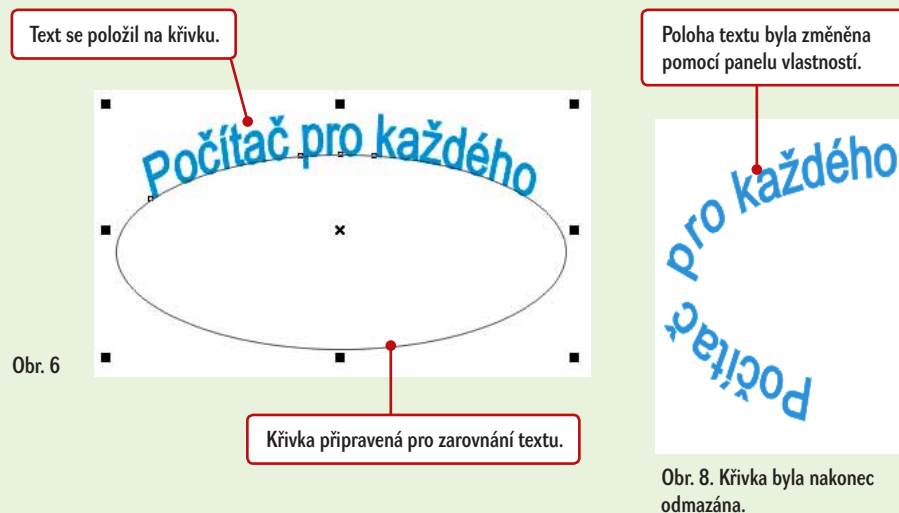 Text se položil na křivku.
Počítač pro každého
Obr. 6
Křivka připravená pro zarovnání textu.
Poloha textu byla změněna
pomocí panelu vlastností.
Počítač pro každého
Obr. 8. Křivka byla nakonec
odmazána.